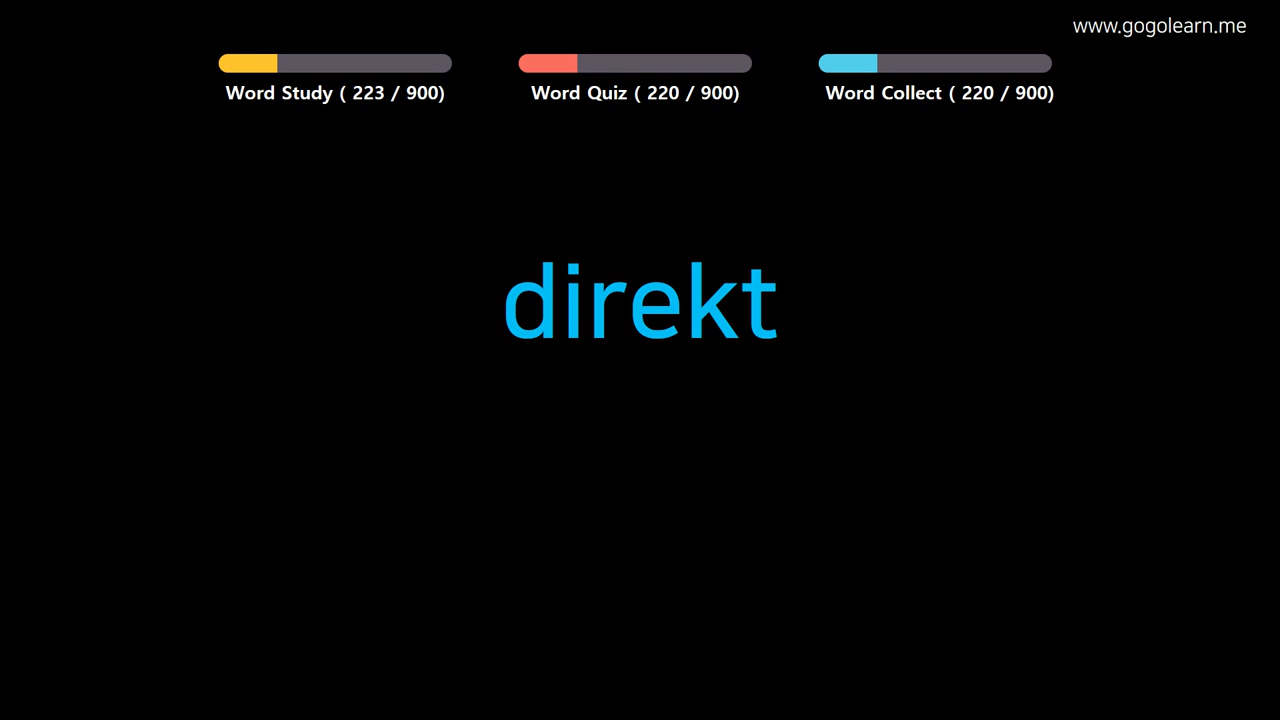 www.gogolearn.me
Word Study ( 223 / 900)
Word Quiz ( 220 / 900)
Word Collect ( 220 / 900)
direkt